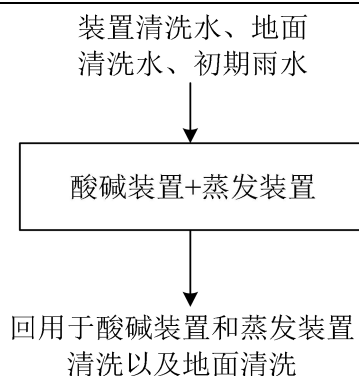 装置清洗水、地面
清洗水、初期雨水
酸碱装置+蒸发装置
回用于酸碱装置和蒸发装置
清洗以及地面清洗